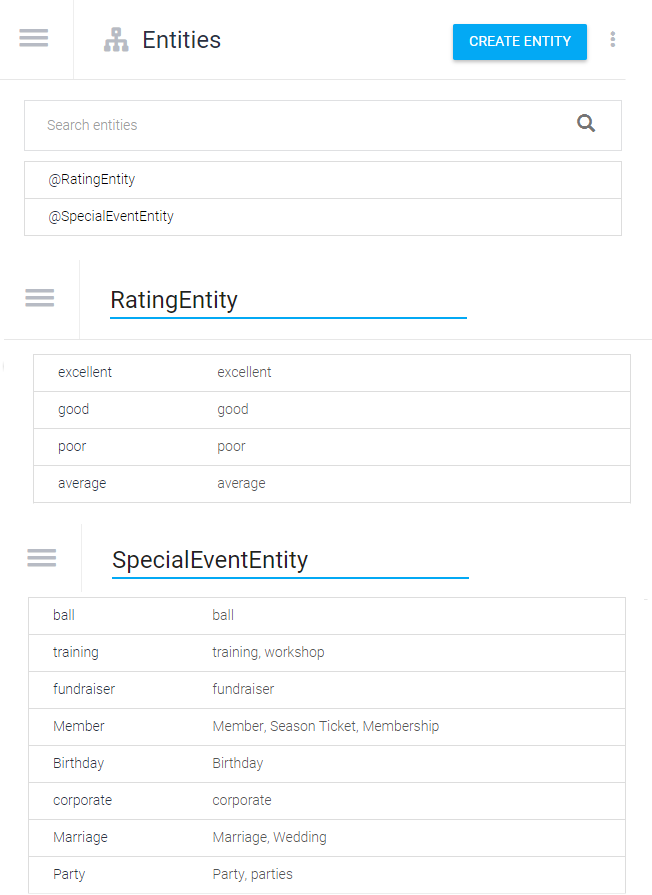 Entities
CREATE ENTITY
Search entities
@RatingEntity
@SpecialEventEntity
RatingEntity
excellent excellent
good good
poor poor
average average
SpecialEventEntity
ball ball
training training, workshop
fundraiser fundraiser
Member Member, Season Ticket, Membership
Birthday Birthday
corporate corporate
Marriage Marriage, Wedding
Party Party, parties